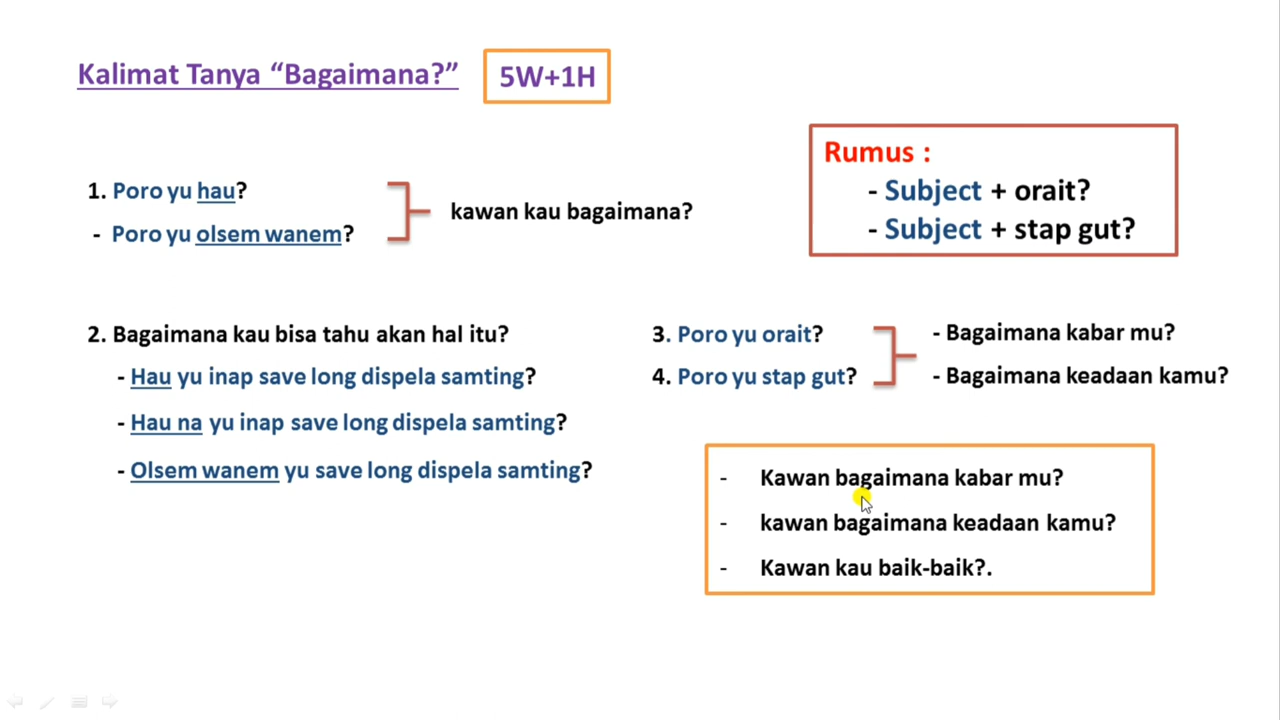 Kalimat Tanya “Bagaimana?”
5W+1H
Rumus :
- Subject + orait?
- Subject + stap gut?
1. Poro yu hau?
- Poro yu olsem wanem?
kawan kau bagaimana?
2. Bagaimana kau bisa tahu akan hal itu?
- Hau yu inap save long dispela samting?
- Hau na yu inap save long dispela samting?
- Olsem wanem yu save long dispela samting?
3. Poro yu orait?
4. Poro yu stap gut?
- Bagaimana kabar mu?
- Bagaimana keadaan kamu?
- Kawan bagaimana kabar mu?
- kawan bagaimana keadaan kamu?
- Kawan kau baik-baik?.